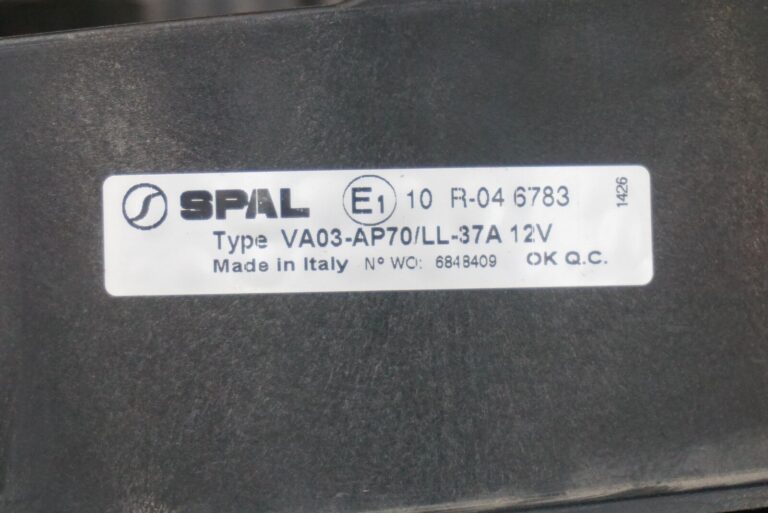 SPAL E1 10 R-04 6783
Type VA03-AP70/LL-37A 12V
Made in Italy N° WO: 6848409 OK Q.C.
1426